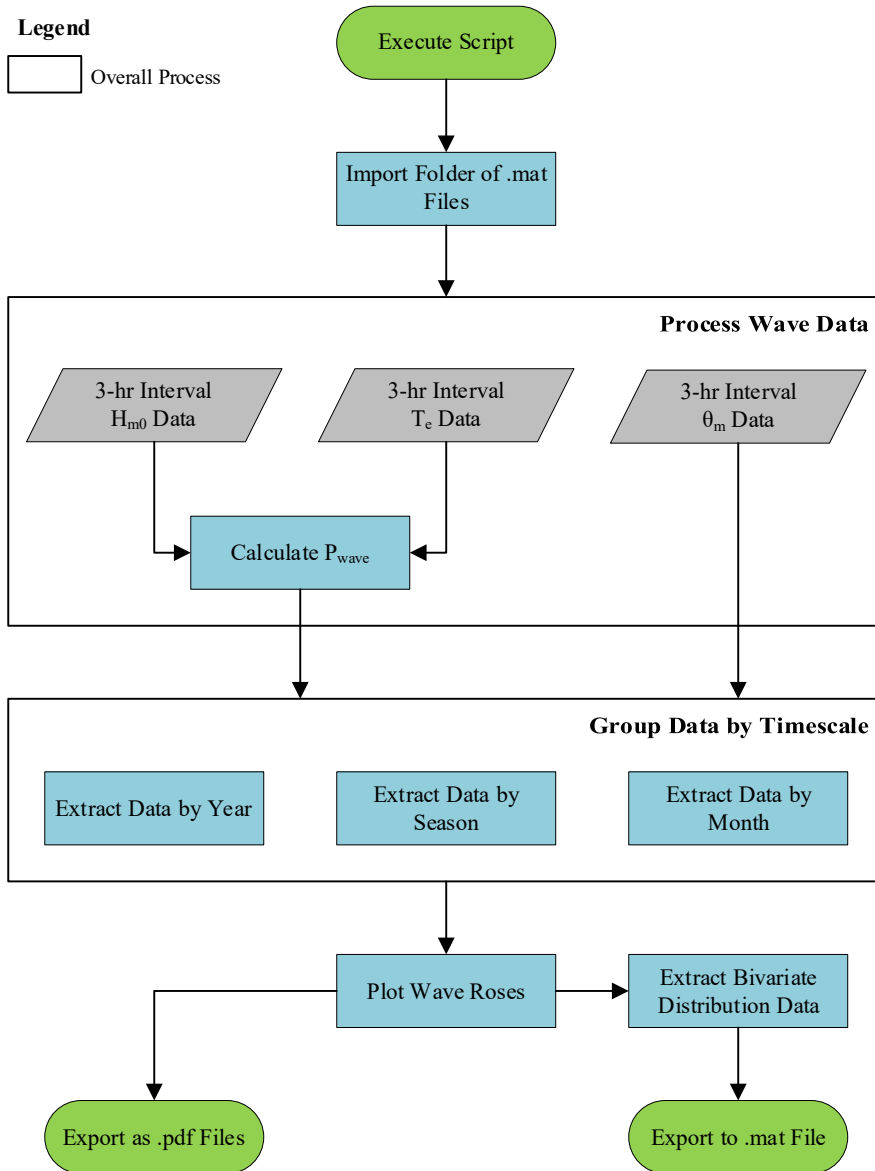 Legend
Overall Process
Execute Script
Import Folder of .mat
Files
Process Wave Data
3-hr Interval
Hm0 Data
3-hr Interval
Te Data
3-hr Interval
θm Data
Calculate Pwave
Group Data by Timescale
Extract Data by Year
Extract Data by
Season
Extract Data by
Month
Plot Wave Roses
Extract Bivariate
Distribution Data
Export as .pdf Files
Export to .mat File